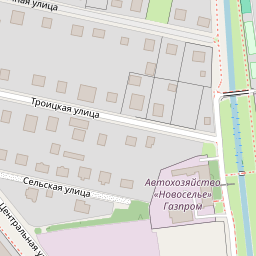 улица
Троицкая улица
Сельская улица
Автохозяйство
«Новоселье»
Газпром
Центральная у